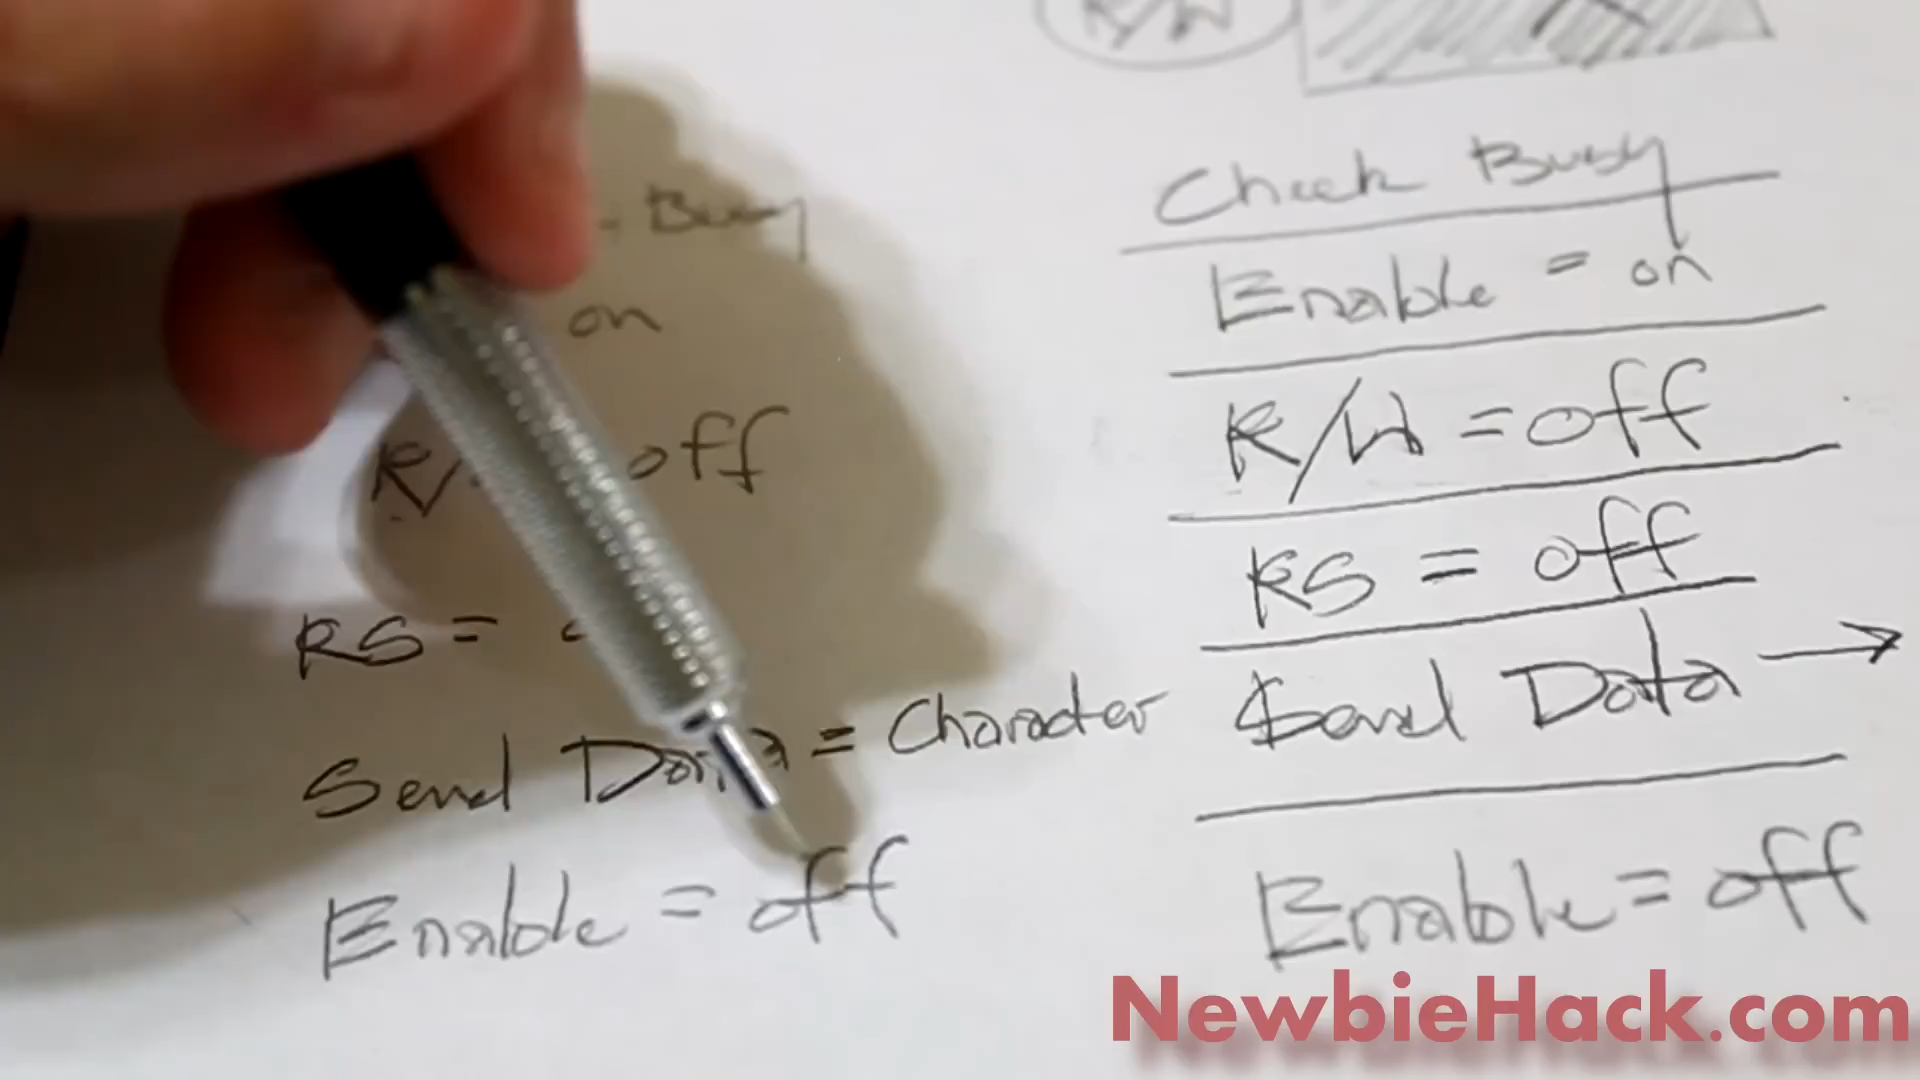 R/W
Busy
on
off
RS =
Send Data = Character
Enable = off
Check Busy
Enable = on
R/W = off
RS = off
Send Data →
Enable = off
NewbieHack.com